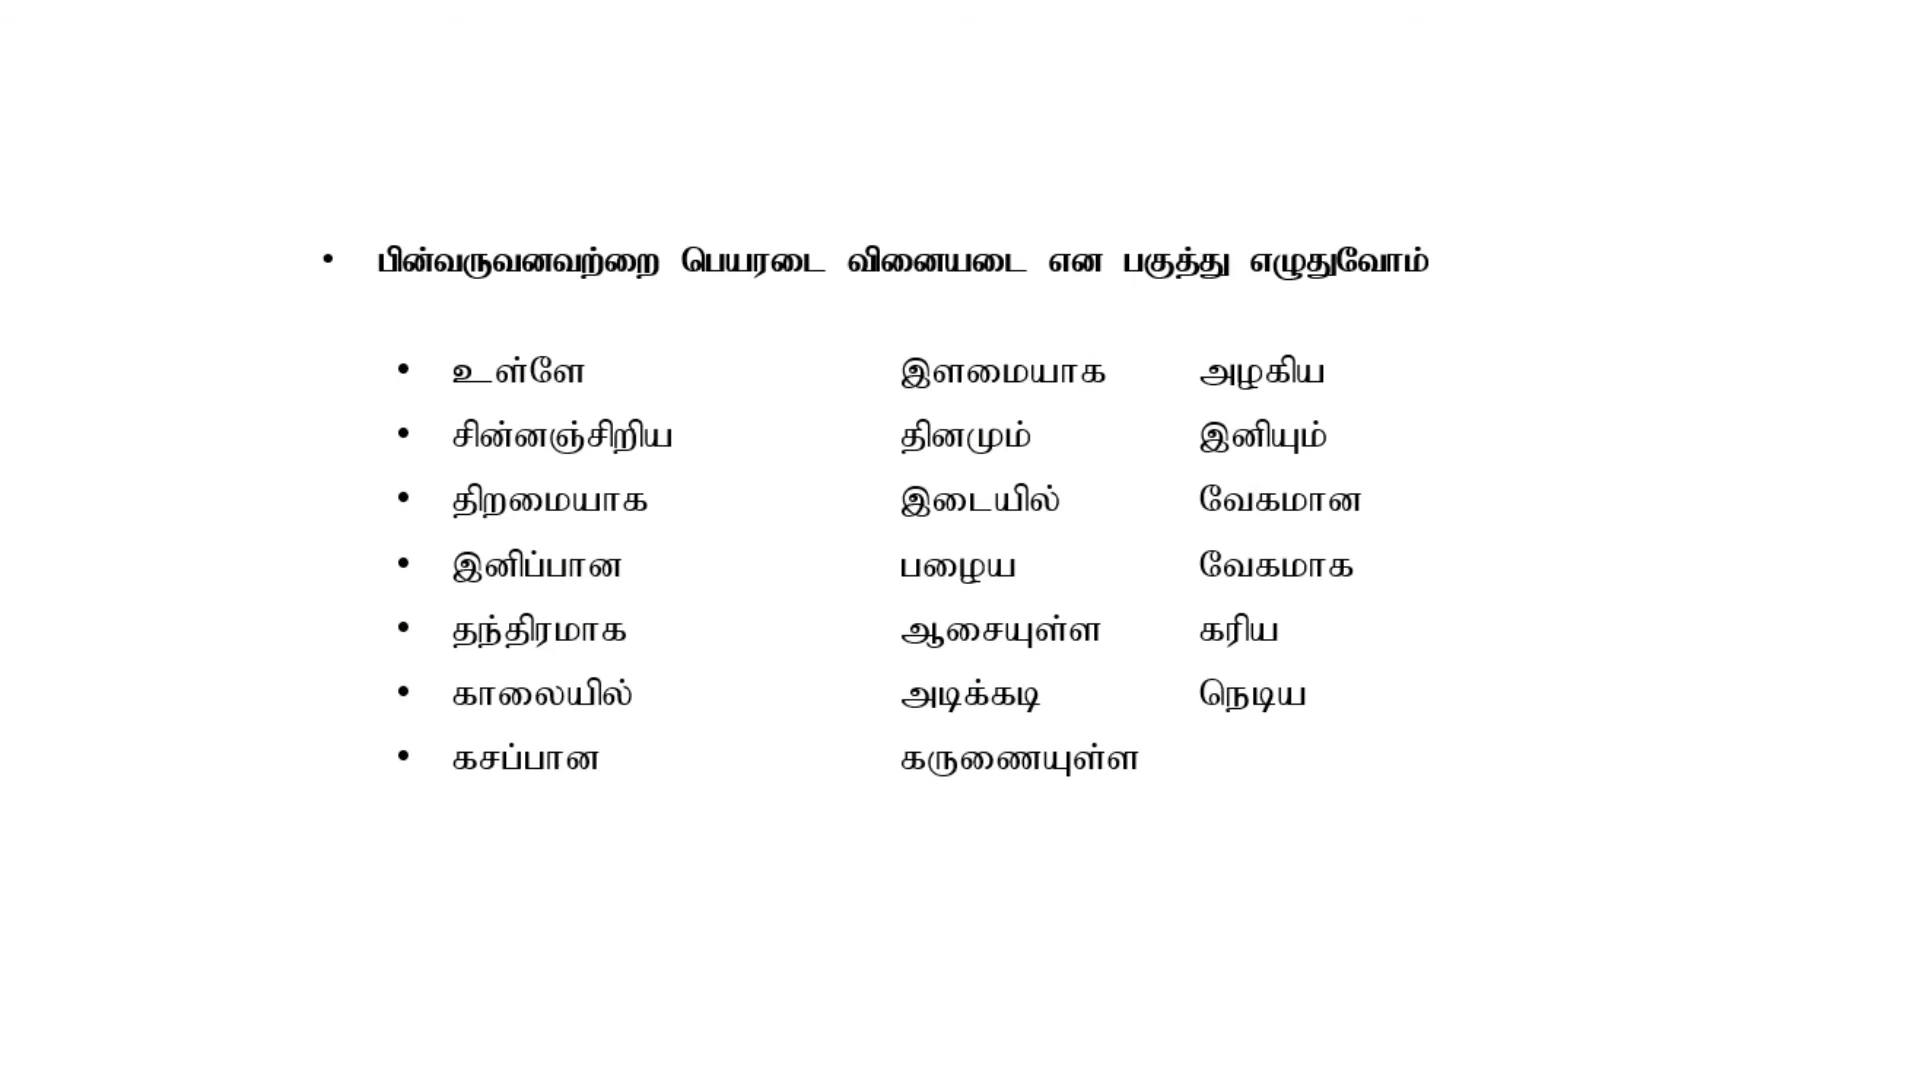 • பின்வருவனவற்றை பெயரடை வினையடை என பகுத்து எழுதுவோம்
• உள்ளே இளமையாக அழகிய
• சின்னஞ்சிறிய தினமும் இனியும்
• திறமையாக இடையில் வேகமான
• இனிப்பான பழைய வேகமாக
• தந்திரமாக ஆசையுள்ள கரிய
• காலையில் அடிக்கடி நெடிய
• கசப்பான கருணையுள்ள